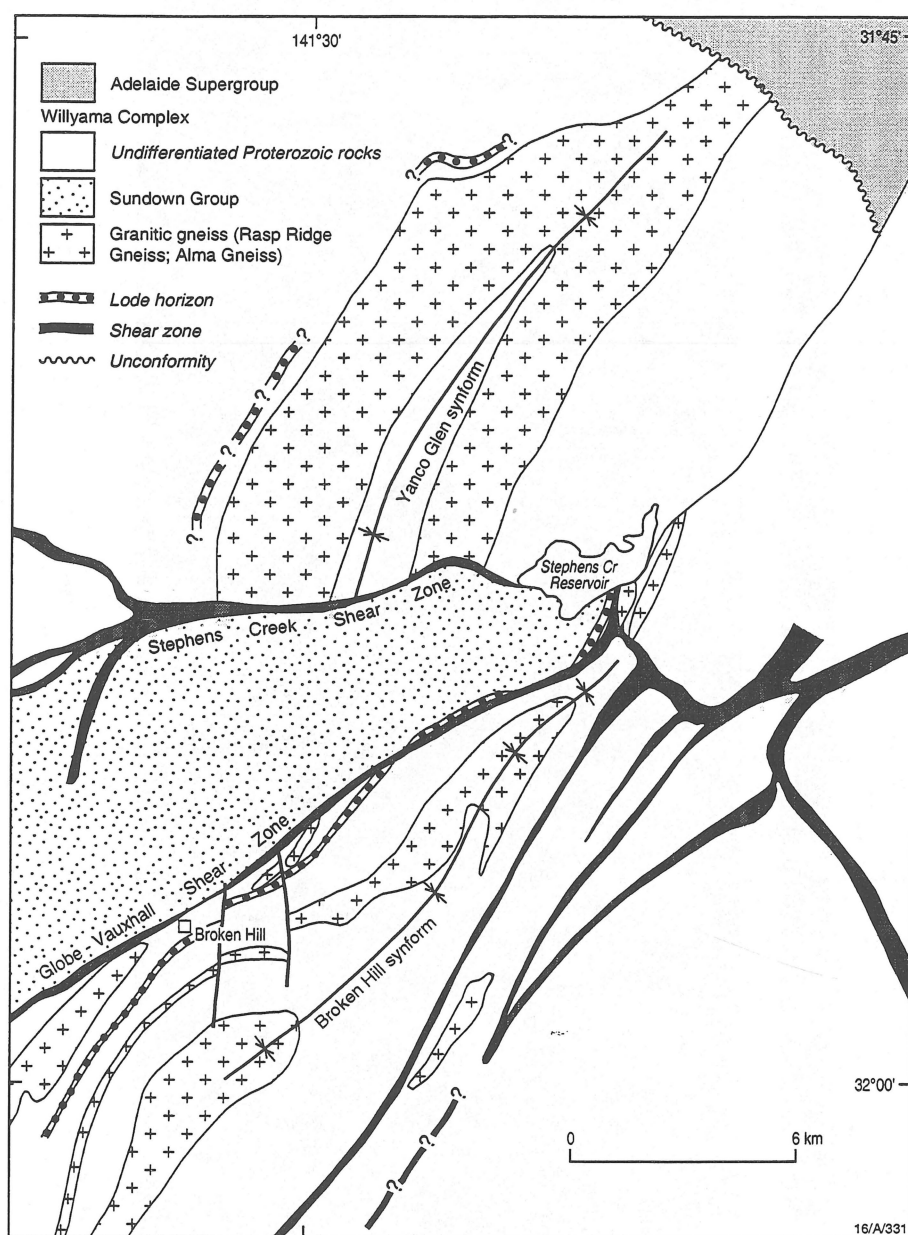 141°30'
31°45'
Adelaide Supergroup
Willyama Complex
Undifferentiated Proterozoic rocks
Sundown Group
Granitic gneiss (Rasp Ridge
Gneiss; Alma Gneiss)
Lode horizon
Shear zone
Unconformity
? ?
?
?
?
?
Yanco Glen synform
Stephens Cr
Reservoir
Stephens Creek Shear Zone
Globe - Vauxhall Shear Zone
Broken Hill
Broken Hill synform
32°00'
?
?
0 6 km
16/A/331